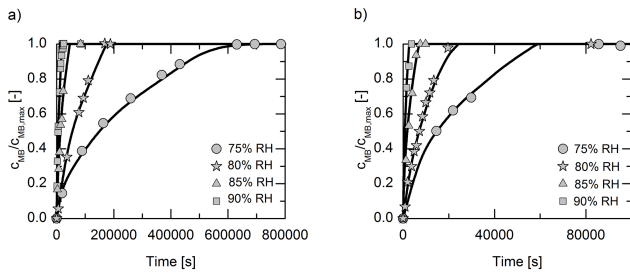 a)
c_MB/c_MB,max [-]
1.0
0.8
0.6
0.4
0.2
0.0
75% RH
80% RH
85% RH
90% RH
0
200000
400000
600000
800000
Time [s]
b)
c_MB/c_MB,max [-]
1.0
0.8
0.6
0.4
0.2
0.0
75% RH
80% RH
85% RH
90% RH
0
40000
80000
Time [s]